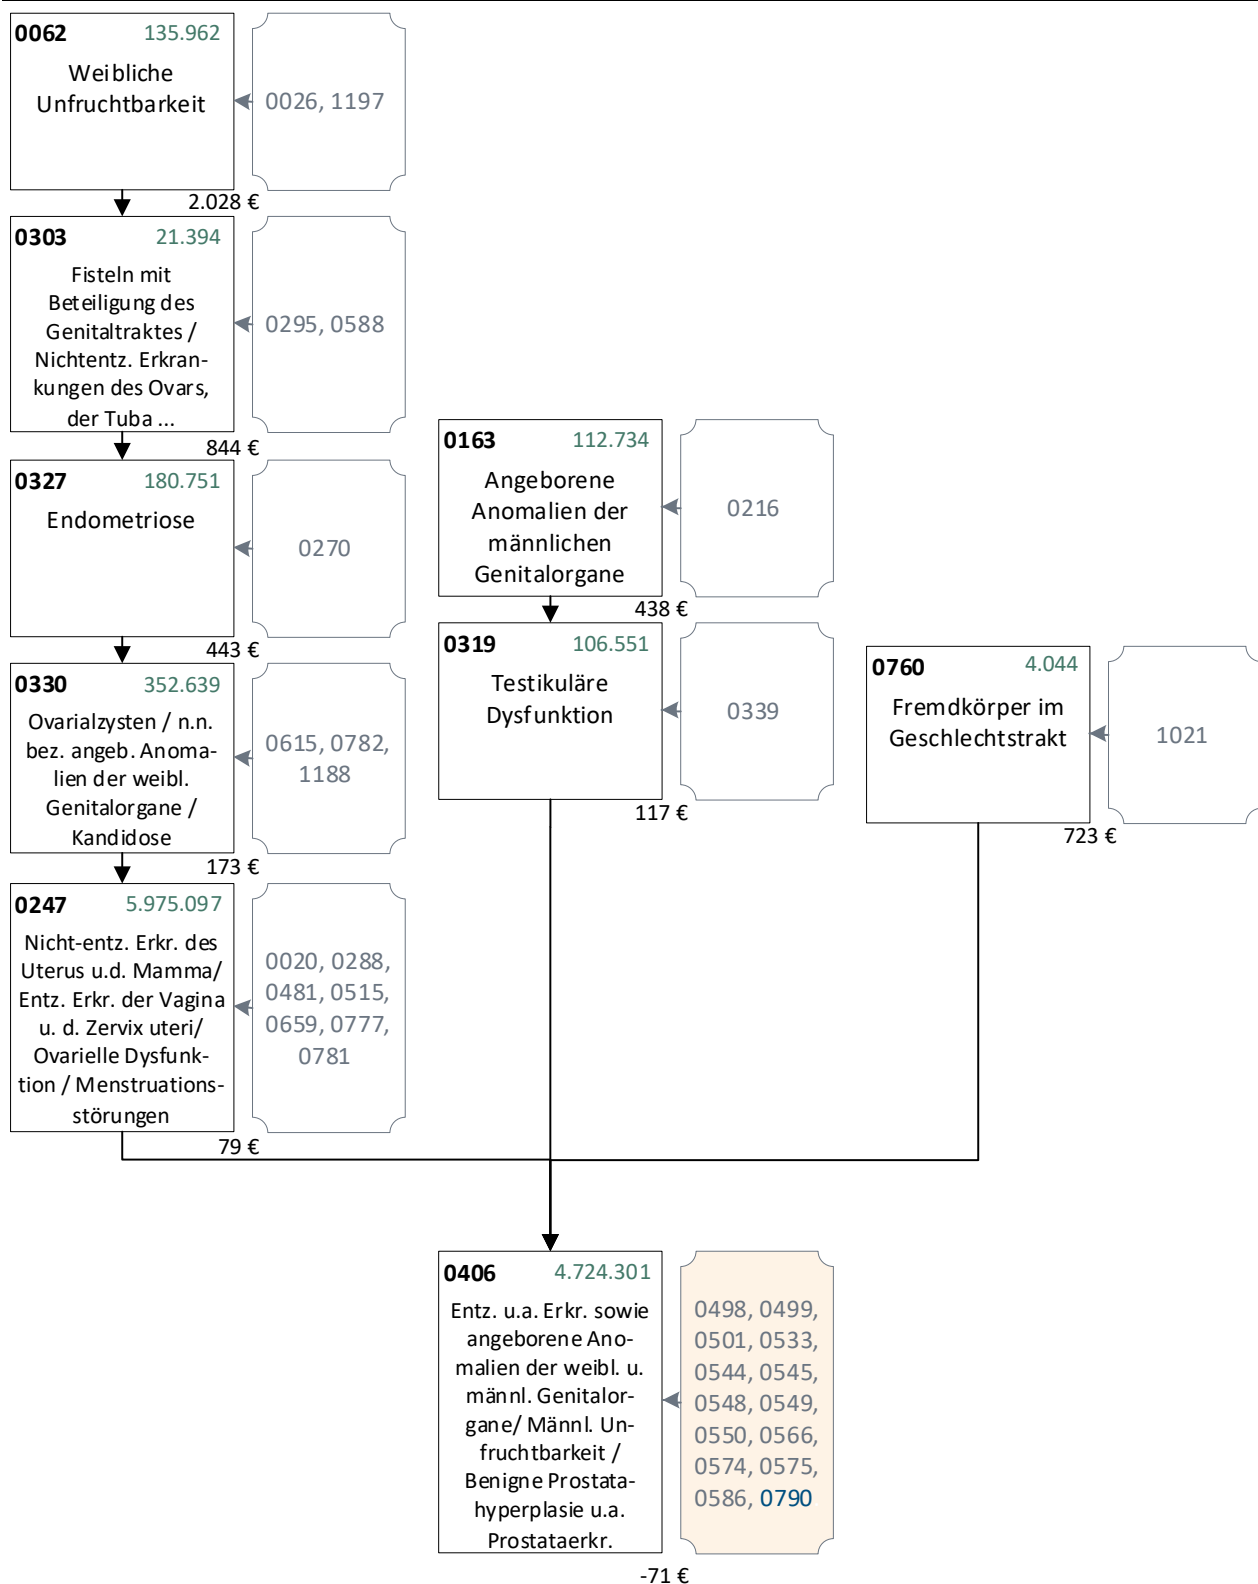 0062 135.962
Weibliche
Unfruchtbarkeit
0026, 1197
2.028 €
0303 21.394
Fisteln mit
Beteiligung des
Genitaltraktes /
Nichtentz. Erkran-
kungen des Ovars,
der Tuba ...
0295, 0588
844 €
0327 180.751
Endometriose
0270
443 €
0330 352.639
Ovarialzysten / n.n.
bez. angeb. Anoma-
lien der weibl.
Genitalorgane /
Kandidose
0615, 0782,
1188
173 €
0247 5.975.097
Nicht-entz. Erkr. des
Uterus u.d. Mamma/
Entz. Erkr. der Vagina
u. d. Zervix uteri/
Ovarielle Dysfunk-
tion / Menstruations-
störungen
0020, 0288,
0481, 0515,
0659, 0777,
0781
79 €
0163 112.734
Angeborene
Anomalien der
männlichen
Genitalorgane
0216
438 €
0319 106.551
Testikuläre
Dysfunktion
0339
117 €
0760 4.044
Fremdkörper im
Geschlechtstrakt
1021
723 €
0406 4.724.301
Entz. u.a. Erkr. sowie
angeborene Ano-
malien der weibl. u.
männl. Genitalor-
gane/ Männl. Un-
fruchtbarkeit /
Benigne Prostata-
hyperplasie u.a.
Prostataerkr.
0498, 0499,
0501, 0533,
0544, 0545,
0548, 0549,
0550, 0566,
0574, 0575,
0586, 0790
-71 €